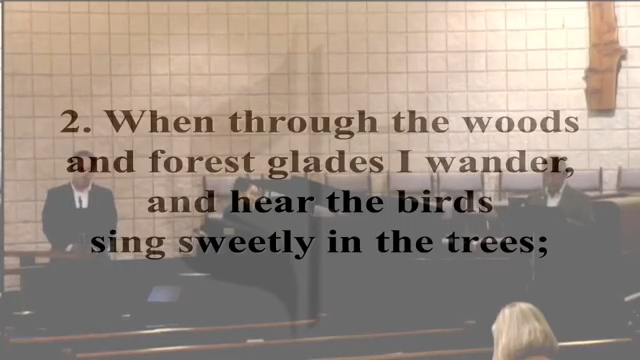 2. When through the woods
and forest glades I wander,
and hear the birds
sing sweetly in the trees;